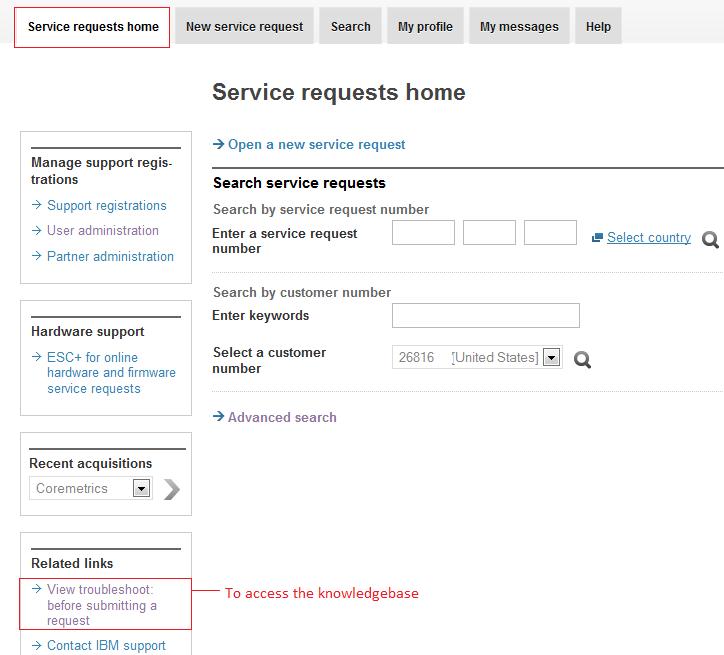 Service requests home
New service request
Search
My profile
My messages
Help
Service requests home
Manage support regis-
trations
Support registrations
User administration
Partner administration
Hardware support
ESC+ for online
hardware and firmware
service requests
Recent acquisitions
Coremetrics
Related links
View troubleshoot:
before submitting a
request
Contact IBM support
Open a new service request
Search service requests
Search by service request number
Enter a service request
number
Select country
Search by customer number
Enter keywords
Select a customer
number
26816 [United States]
Advanced search
To access the knowledgebase